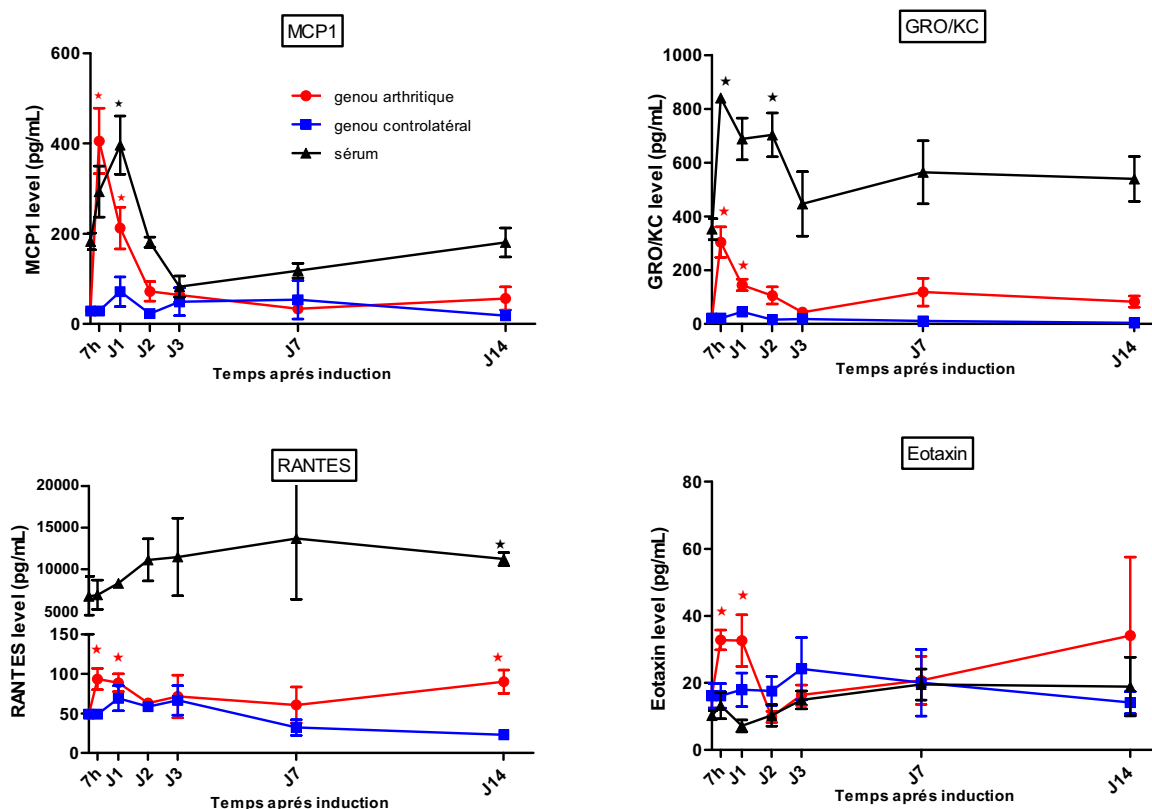 MCP1
600
400
200
0
MCP1 level (pg/mL)
genou arthritique
genou controlatéral
sérum
7h
J1
J2
J3
J7
J14
Temps aprés induction
GRO/KC
1000
800
600
400
200
0
GRO/KC level (pg/mL)
7h
J1
J2
J3
J7
J14
Temps aprés induction
RANTES
20000
15000
10000
5000
150
100
50
0
RANTES level (pg/mL)
7h
J1
J2
J3
J7
J14
Temps aprés induction
Eotaxin
80
60
40
20
0
Eotaxin level (pg/mL)
7h
J1
J2
J3
J7
J14
Temps aprés induction